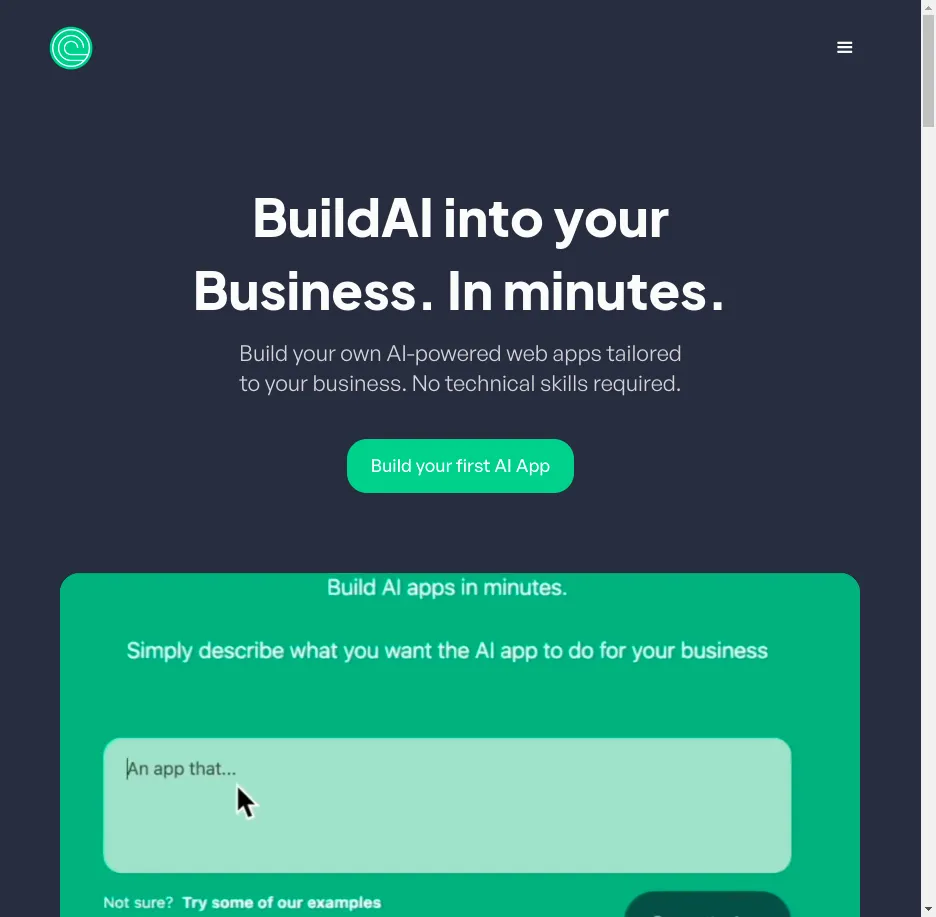 BuildAI into your
Business. In minutes.
Build your own AI-powered web apps tailored
to your business. No technical skills required.
Build your first AI App
Build AI apps in minutes.
Simply describe what you want the AI app to do for your business
An app that...
Not sure? Try some of our examples